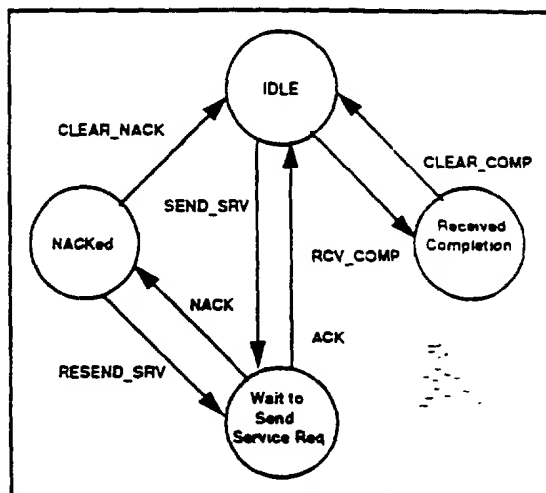 IDLE
CLEAR_NACK
CLEAR_COMP
SEND_SRV
NACKed
Received
Completion
RCV_COMP
NACK
ACK
RESEND_SRV
Wait to
Send
Service Req